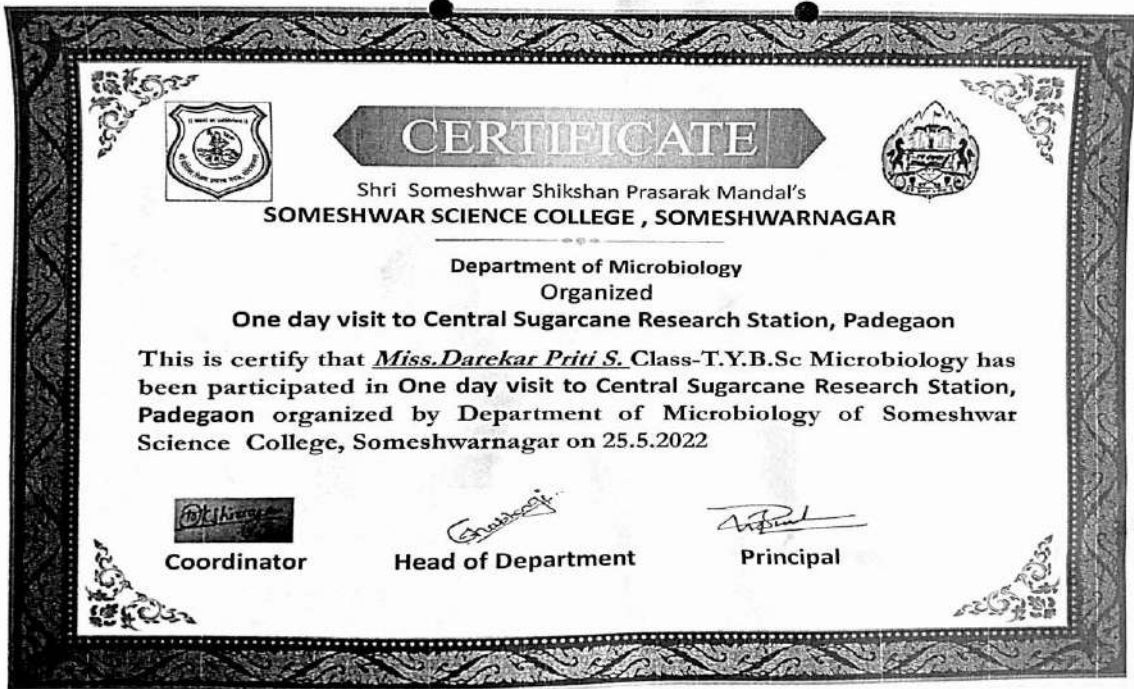 CERTIFICATE
Shri Someshwar Shikshan Prasarak Mandal's
SOMESHWAR SCIENCE COLLEGE , SOMESHWARNAGAR
Department of Microbiology
Organized
One day visit to Central Sugarcane Research Station, Padegaon
This is certify that Miss.Darekar Priti S. Class-T.Y.B.Sc Microbiology has
been participated in One day visit to Central Sugarcane Research Station,
Padegaon organized by Department of Microbiology of Someshwar
Science College, Someshwarnagar on 25.5.2022
Coordinator
Head of Department
Principal